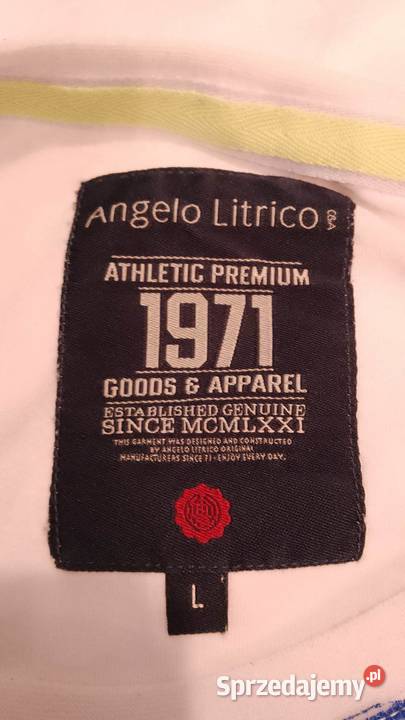 Angelo Litrico C&A
ATHLETIC PREMIUM
1971
GOODS & APPAREL
ESTABLISHED GENUINE
SINCE MCMLXXI
THIS GARMENT WAS DESIGNED AND CONSTRUCTED
BY ANGELO LITRICO ORIGINAL
MANUFACTURERS SINCE 71 - ENJOY EVERY DAY.
L
Sprzedajemy.pl